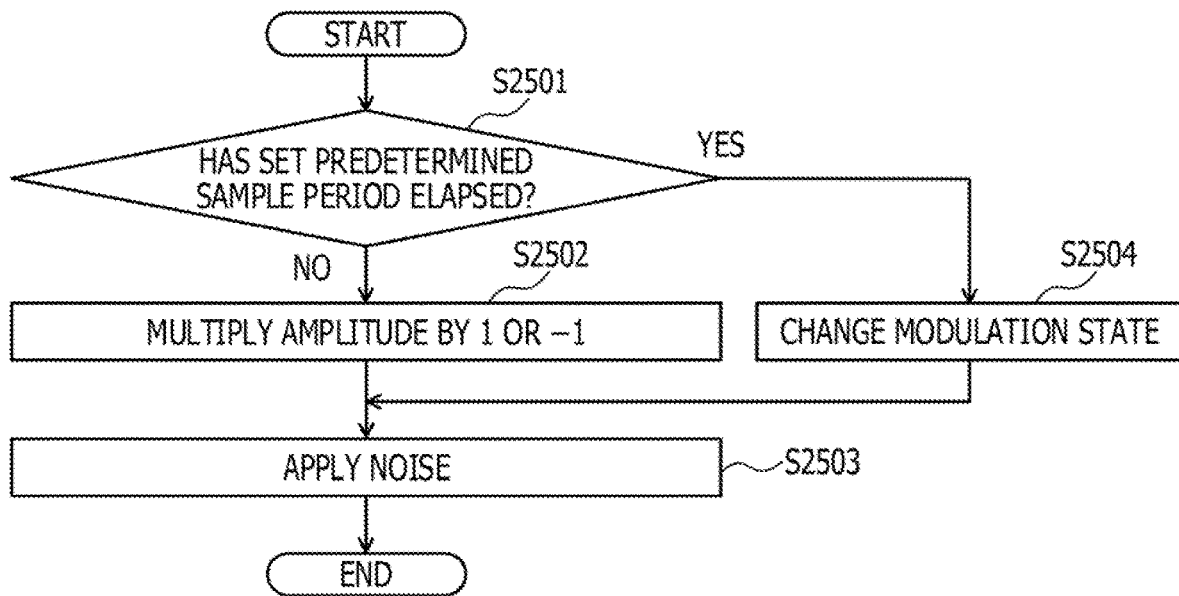 START
S2501
HAS SET PREDETERMINED
SAMPLE PERIOD ELAPSED?
YES
NO
S2502
S2504
MULTIPLY AMPLITUDE BY 1 OR −1
CHANGE MODULATION STATE
APPLY NOISE
S2503
END